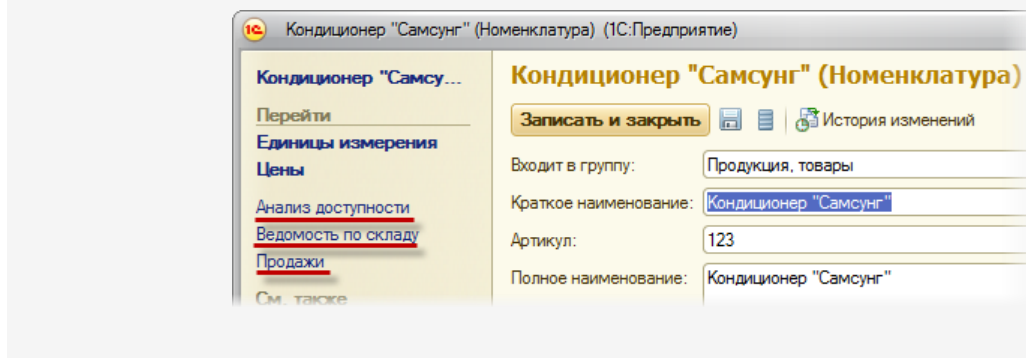 1С Кондиционер "Самсунг" (Номенклатура) (1С:Предприятие)
Кондиционер "Самсу...
Перейти
Единицы измерения
Цены
Анализ доступности
Ведомость по складу
Продажи
См. также
Кондиционер "Самсунг" (Номенклатура)
Записать и закрыть История изменений
Входит в группу: Продукция, товары
Краткое наименование: Кондиционер "Самсунг"
Артикул: 123
Полное наименование: Кондиционер "Самсунг"